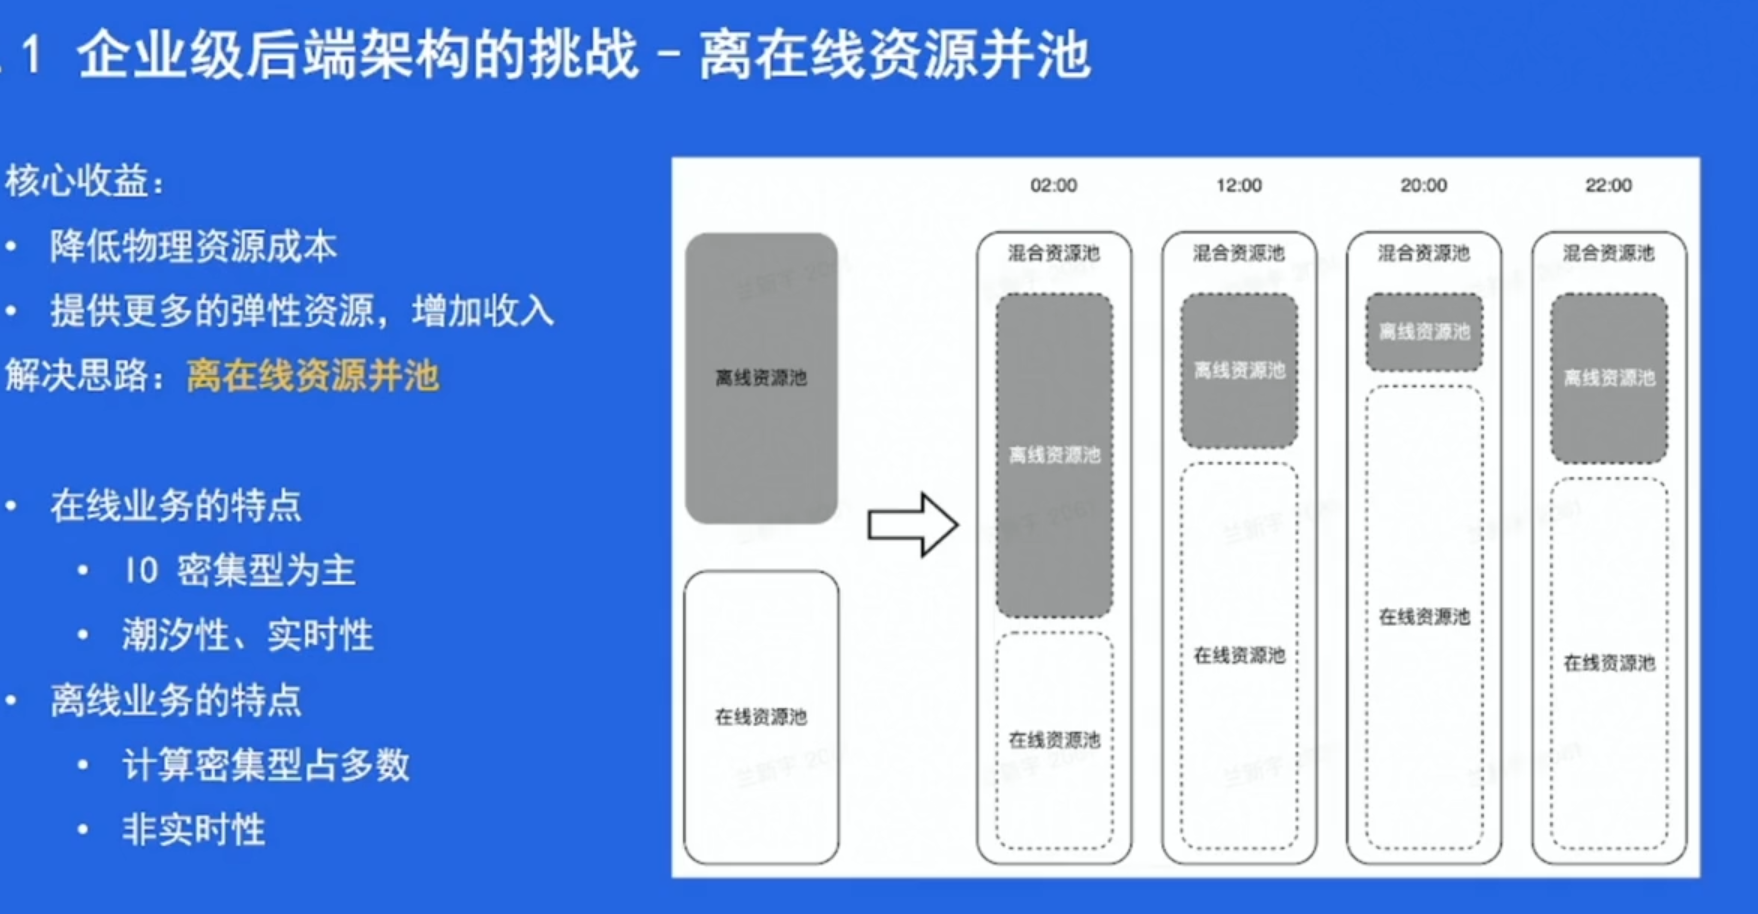 .1 企业级后端架构的挑战 - 离在线资源并池
核心收益：
• 降低物理资源成本
• 提供更多的弹性资源，增加收入
解决思路：离在线资源并池
• 在线业务的特点
• IO 密集型为主
• 潮汐性、实时性
• 离线业务的特点
• 计算密集型占多数
• 非实时性
02:00 12:00 20:00 22:00
离线资源池
在线资源池
混合资源池
离线资源池
在线资源池
混合资源池
离线资源池
在线资源池
混合资源池
离线资源池
在线资源池
混合资源池
离线资源池
在线资源池